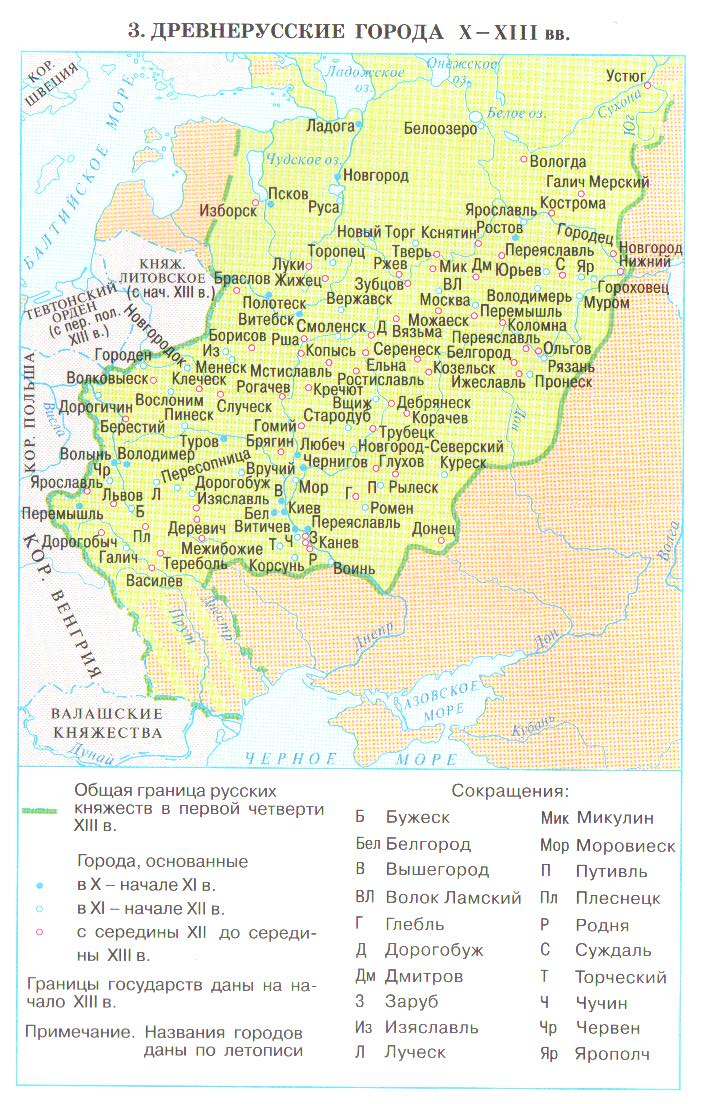 3. ДРЕВНЕРУССКИЕ ГОРОДА X – XIII вв.
КОР. ШВЕЦИЯ
Ладожское оз.
Онежское оз.
Устюг
БАЛТИЙСКОЕ МОРЕ
Белое оз.
Сухона
Юг
Ладога
Белоозеро
Чудское оз.
Вологда
Новгород
Галич Мерский
Псков
Изборск
Руса
Ярославль
Кострома
Новый Торг
Кснятин
Ростов
Городец
КНЯЖ.
ЛИТОВСКОЕ
(с нач. XIII в.)
Торопец
Тверь
Переяславль
Новгород
Нижний
Луки
Ржев
Мик
Дм
Юрьев
С
Яр
Браслов
Жижец
Зубцов
ВЛ
Гороховец
ТЕВТОНСКИЙ
ОРДЕН
(с пер. пол.
XIII в.)
Новгородок
Полотеск
Вержавск
Москва
Володимерь
Муром
Витебск
Смоленск
Д
Можаеск
Перемышль
Вязьма
Коломна
Борисов
Рша
Переяславль
Городен
Из
Копысь
Серенеск
Белгород
Ольгов
КОР. ПОЛЬША
Волковыеск
Менеск
Мстиславль
Ельна
Козельск
Рязань
Клеческ
Рогачев
Ростиславль
Ижеславль
Пронеск
Висла
Дорогичин
Вослоним
Случеск
Кречют
Вщиж
Дебрянеск
Берестий
Пинеск
Стародуб
Корачев
Дон
Гомий
Трубецк
Туров
Брягин
Любеч
Новгород-Северский
Волынь
Володимер
Чр
Пересопница
Вручий
Чернигов
Глухов
Куреск
Ярославль
Львов
Л
Дорогобуж
В
Мор
Г
П
Рылеск
Изяславль
Перемышль
Б
Бел
Киев
Ромен
Пл
Деревич
Витичев
Переяславль
Донец
Волга
Дорогобыч
Межибожие
Т
Ч
З
Канев
Галич
Тереболь
Корсунь
Р
Воинь
КОР. ВЕНГРИЯ
Василев
Прут
Днестр
Днепр
Дон
ВАЛАШСКИЕ
КНЯЖЕСТВА
АЗОВСКОЕ
МОРЕ
Кубань
Дунай
ЧЕРНОЕ МОРЕ
Общая граница русских
княжеств в первой четверти
XIII в.
Города, основанные
в X – начале XI в.
в XI – начале XII в.
с середины XII до середи-
ны XIII в.
Границы государств даны на на-
чало XIII в.
Примечание. Названия городов
даны по летописи
Сокращения:
Б Бужеск
Бел Белгород
В Вышегород
ВЛ Волок Ламский
Г Глебль
Д Дорогобуж
Дм Дмитров
З Заруб
Из Изяславль
Л Луческ
Мик Микулин
Мор Моровиеск
П Путивль
Пл Плеснецк
Р Родня
С Суждаль
Т Торческий
Ч Чучин
Чр Червен
Яр Ярополч